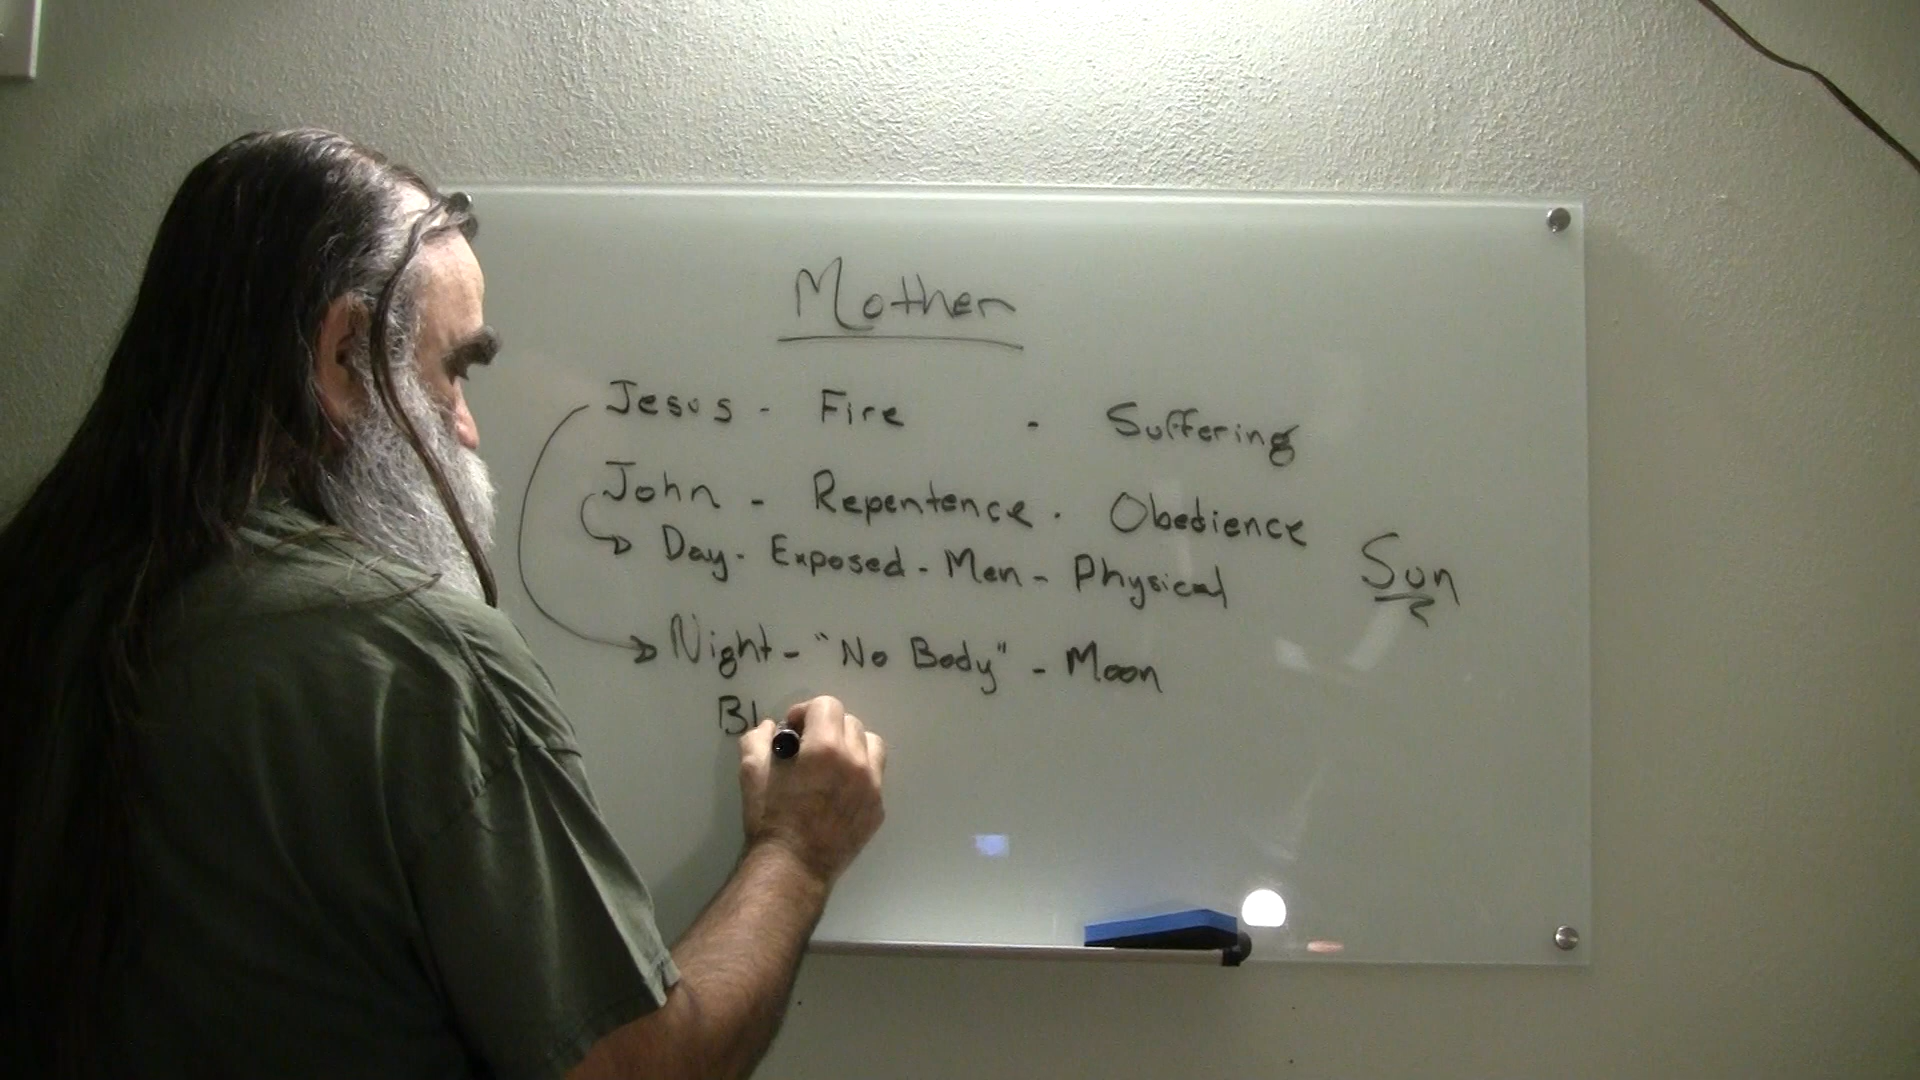 Mother
Jesus - Fire - Suffering
John - Repentence - Obedience
Day - Exposed - Men - Physical
Sun
Night - "No Body" - Moon